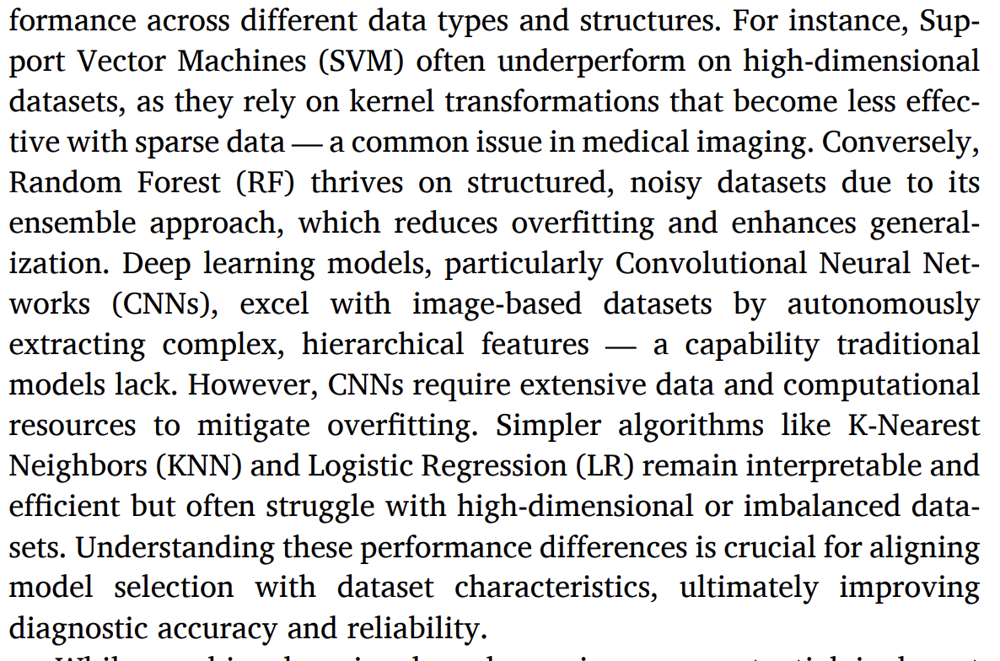 formance across different data types and structures. For instance, Sup-
port Vector Machines (SVM) often underperform on high-dimensional
datasets, as they rely on kernel transformations that become less effec-
tive with sparse data — a common issue in medical imaging. Conversely,
Random Forest (RF) thrives on structured, noisy datasets due to its
ensemble approach, which reduces overfitting and enhances general-
ization. Deep learning models, particularly Convolutional Neural Net-
works (CNNs), excel with image-based datasets by autonomously
extracting complex, hierarchical features — a capability traditional
models lack. However, CNNs require extensive data and computational
resources to mitigate overfitting. Simpler algorithms like K-Nearest
Neighbors (KNN) and Logistic Regression (LR) remain interpretable and
efficient but often struggle with high-dimensional or imbalanced data-
sets. Understanding these performance differences is crucial for aligning
model selection with dataset characteristics, ultimately improving
diagnostic accuracy and reliability.